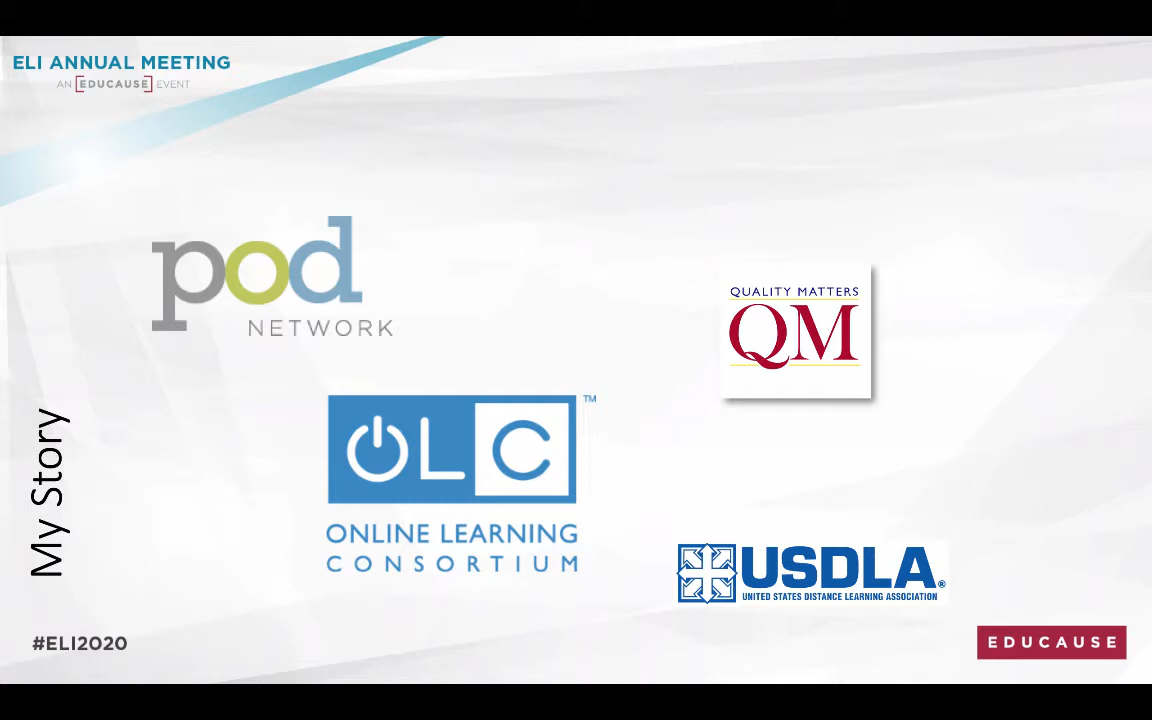 ELI ANNUAL MEETING
AN [EDUCAUSE] EVENT
pod
NETWORK
QUALITY MATTERS
QM
OLC™
ONLINE LEARNING
CONSORTIUM
My Story
USDLA®
UNITED STATES DISTANCE LEARNING ASSOCIATION
#ELI2020
EDUCAUSE